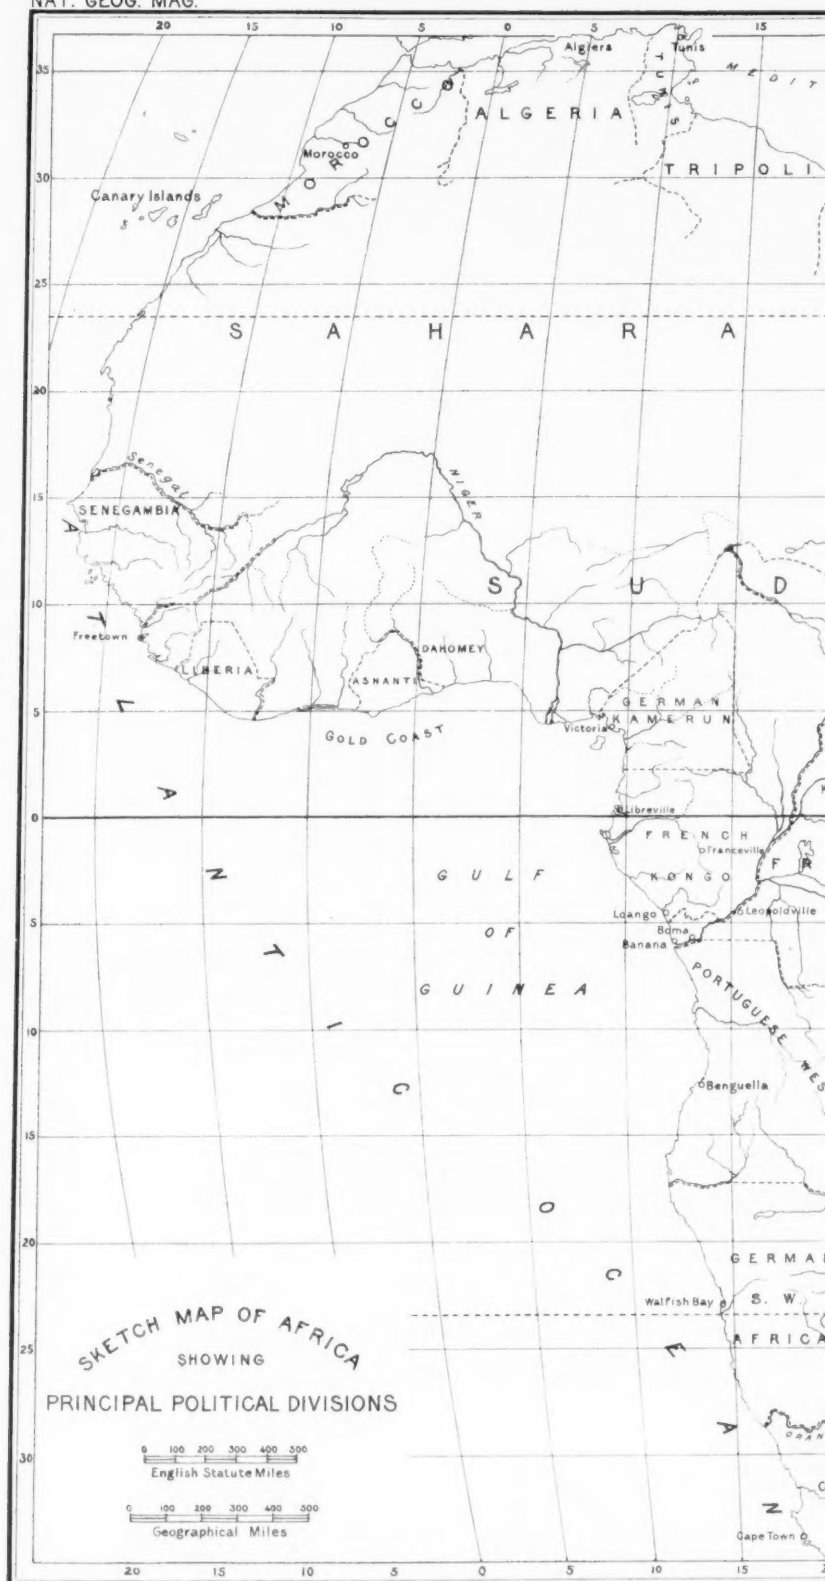 NAT. GEOG. MAG.
20 15 10 5 0 5 10 15
35
30
25
20
15
10
5
0
5
10
15
20
25
30
Algiers
Tunis
TUNIS
MEDIT
ALGERIA
MOROCCO
Morocco
TRIPOLI
Canary Islands
SAHARA
Senegal
SENEGAMBIA
NIGER
SUD
Freetown
LIBERIA
ASHANTI
DAHOMEY
GOLD COAST
GERMAN
KAMERUN
Victoria
Libreville
FRENCH
Franceville
KONGO
FR
K
Loango
Leopoldville
Boma
Banana
GULF
OF
GUINEA
PORTUGUESE WES
Benguella
ATLANTIC OCEAN
GERMAN
Walfish Bay
S. W.
AFRICA
ORAN
C
Cape Town
SKETCH MAP OF AFRICA
SHOWING
PRINCIPAL POLITICAL DIVISIONS
0 100 200 300 400 500
English Statute Miles
0 100 200 300 400 500
Geographical Miles
20 15 10 5 0 5 10 15